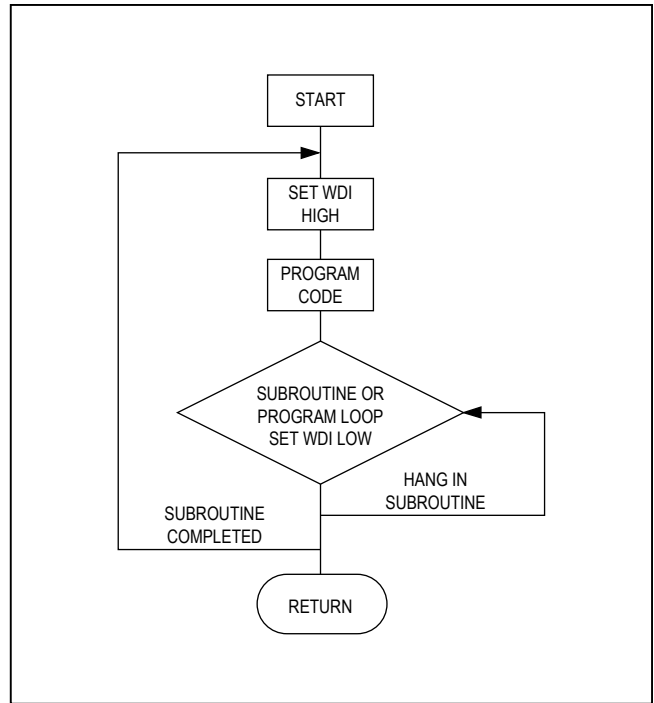 START
SET WDI
HIGH
PROGRAM
CODE
SUBROUTINE OR
PROGRAM LOOP
SET WDI LOW
HANG IN
SUBROUTINE
SUBROUTINE
COMPLETED
RETURN